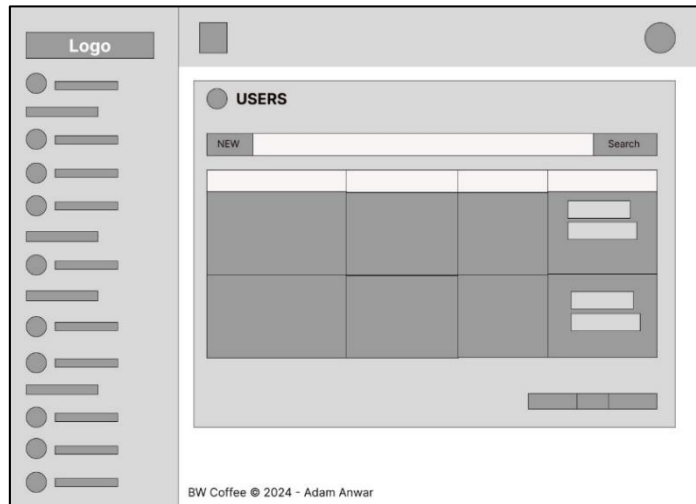 Logo
USERS
NEW
Search
BW Coffee © 2024 - Adam Anwar